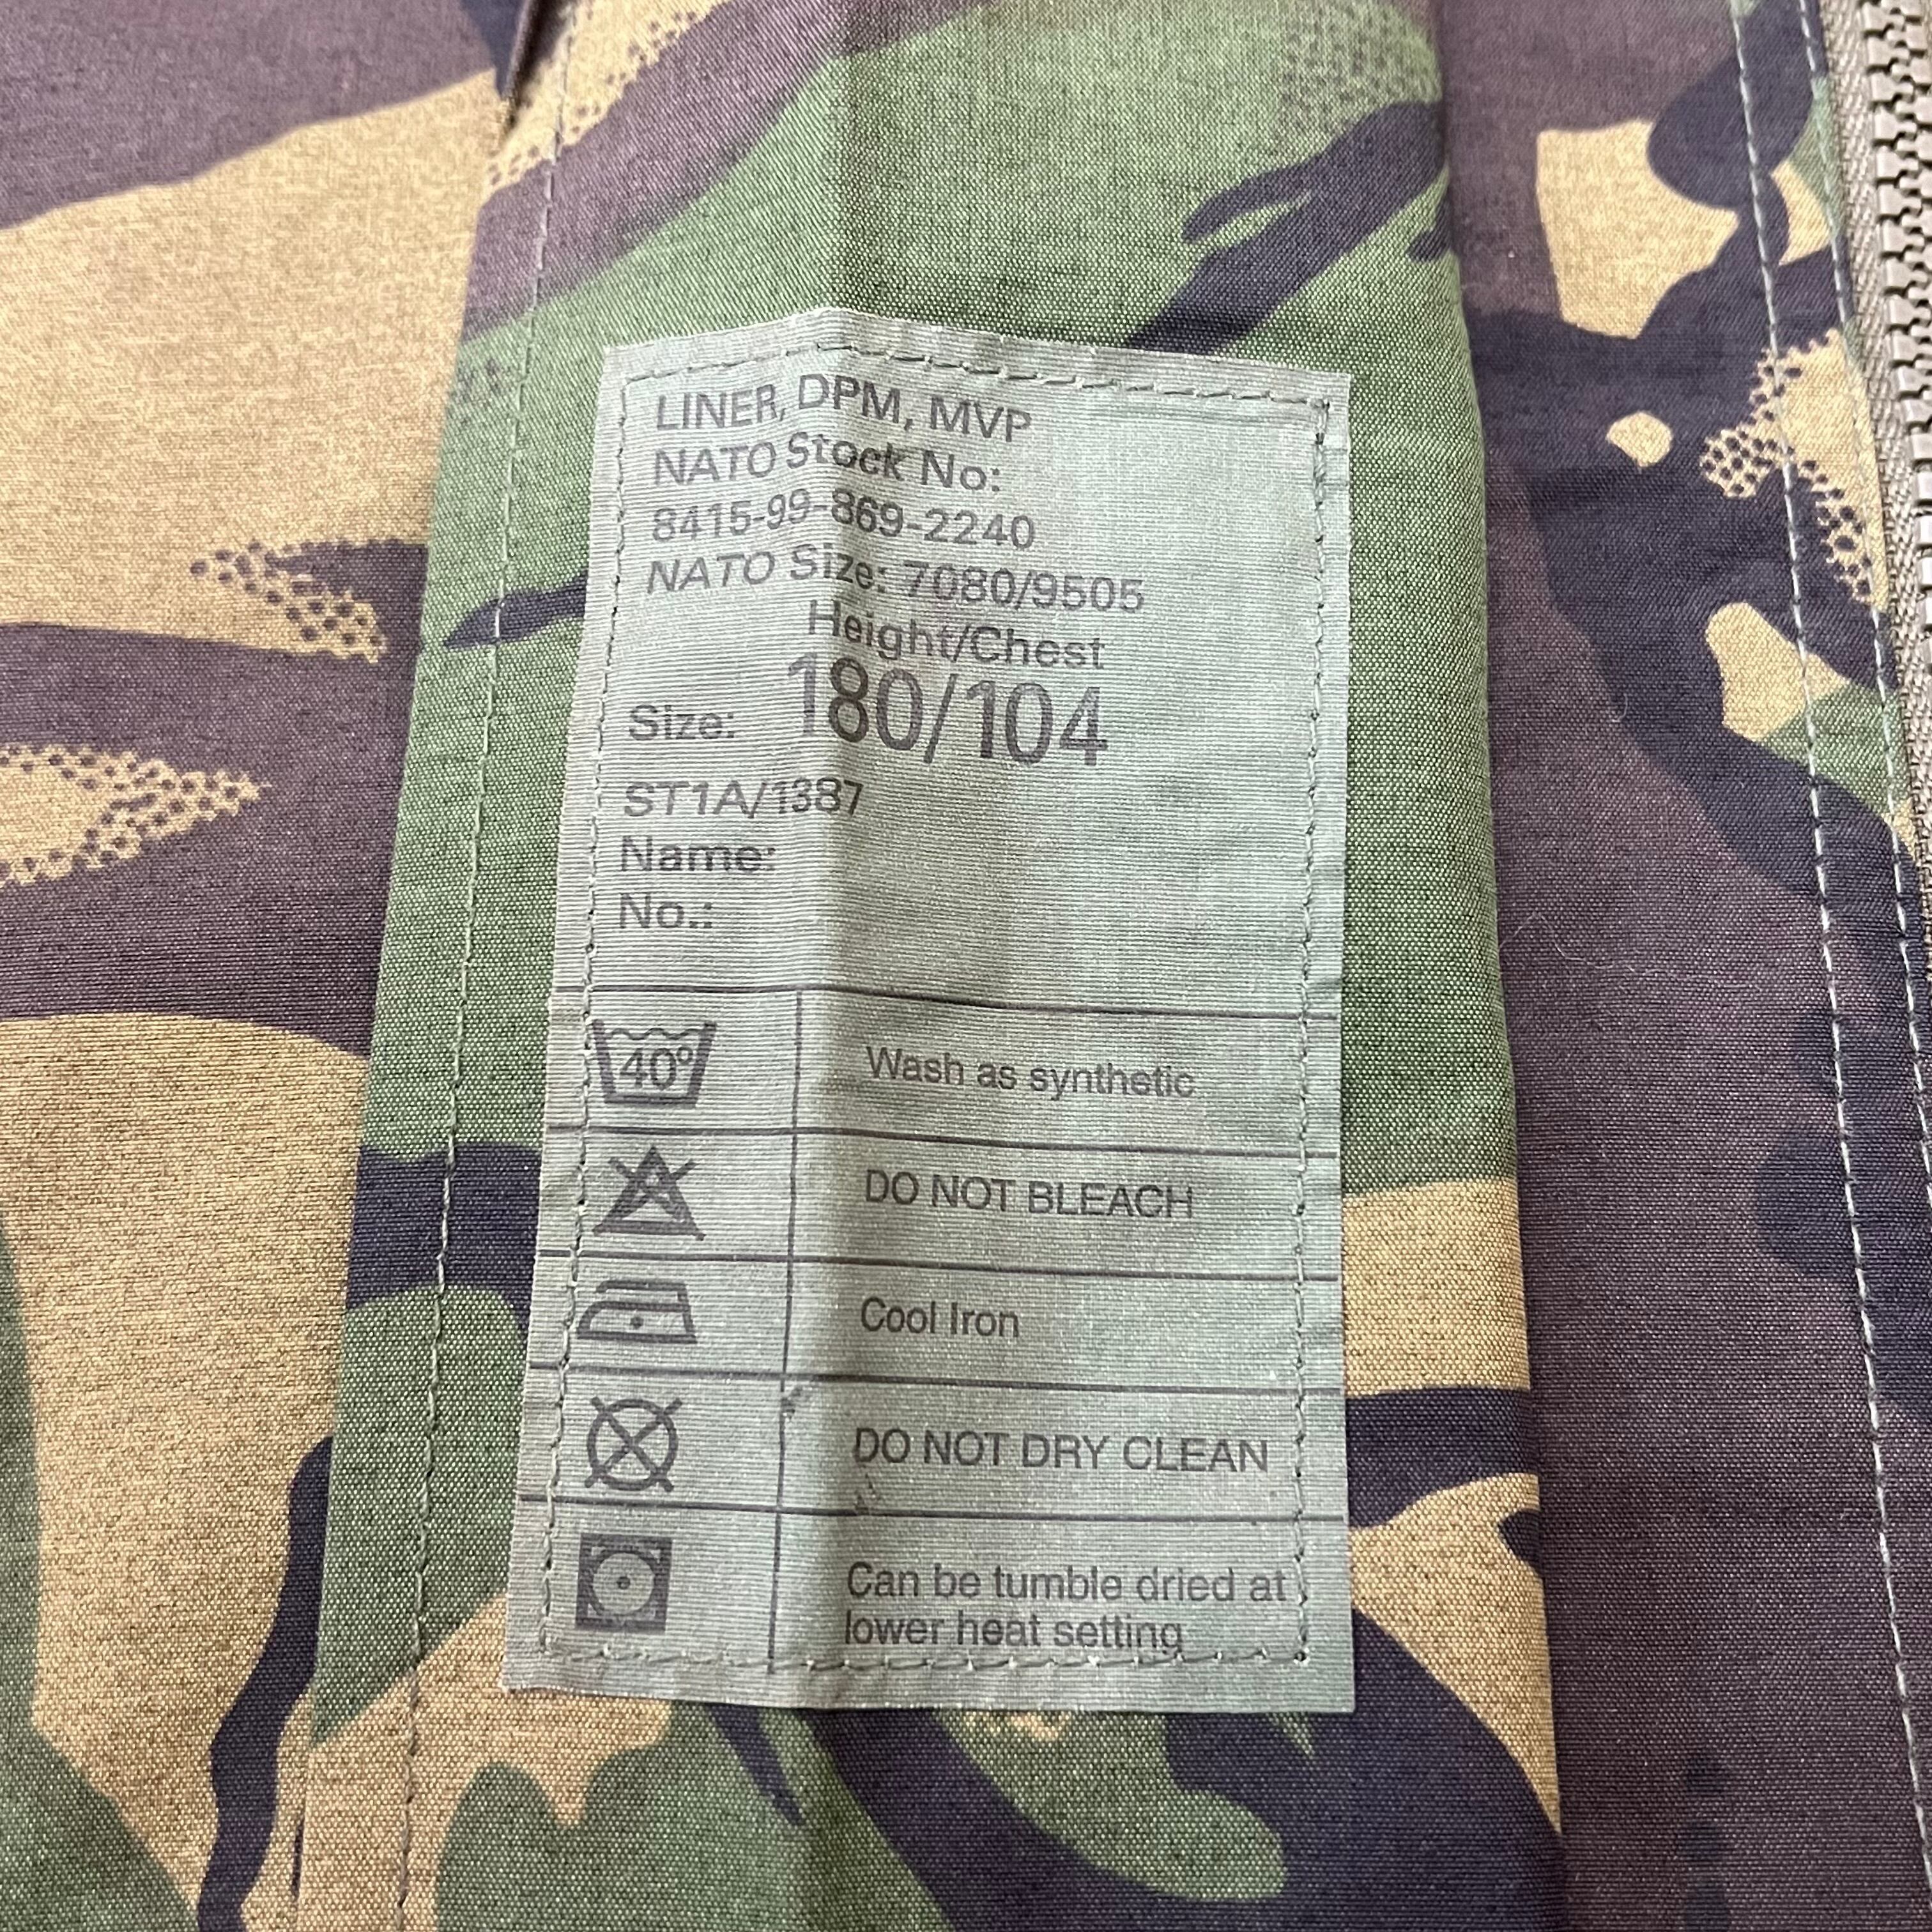 LINER, DPM, MVP
NATO Stock No:
8415-99-869-2240
NATO Size: 7080/9505
Height/Chest
Size: 180/104
ST1A/1387
Name:
No.:
40° Wash as synthetic
DO NOT BLEACH
Cool Iron
DO NOT DRY CLEAN
Can be tumble dried at
lower heat setting